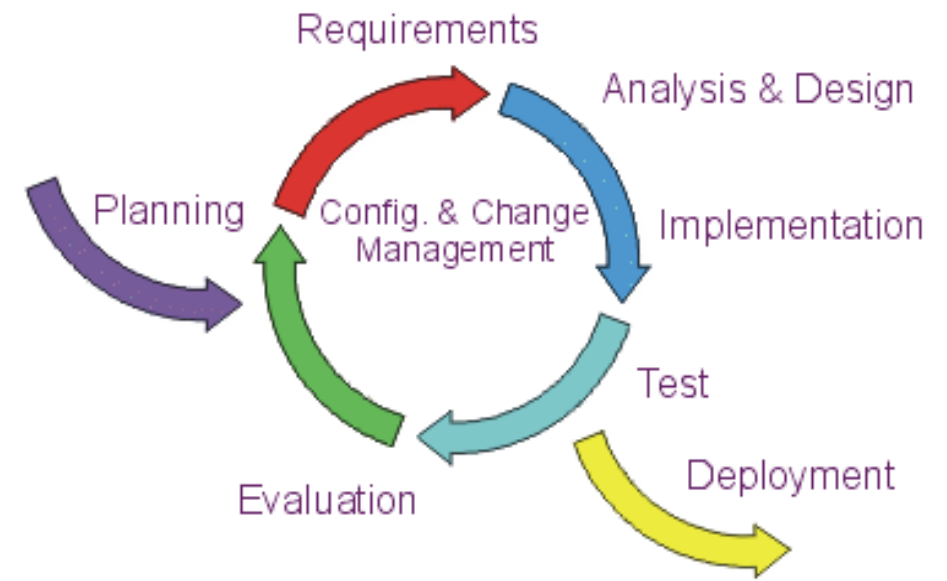 Requirements
Analysis & Design
Planning
Config. & Change
Management
Implementation
Test
Deployment
Evaluation